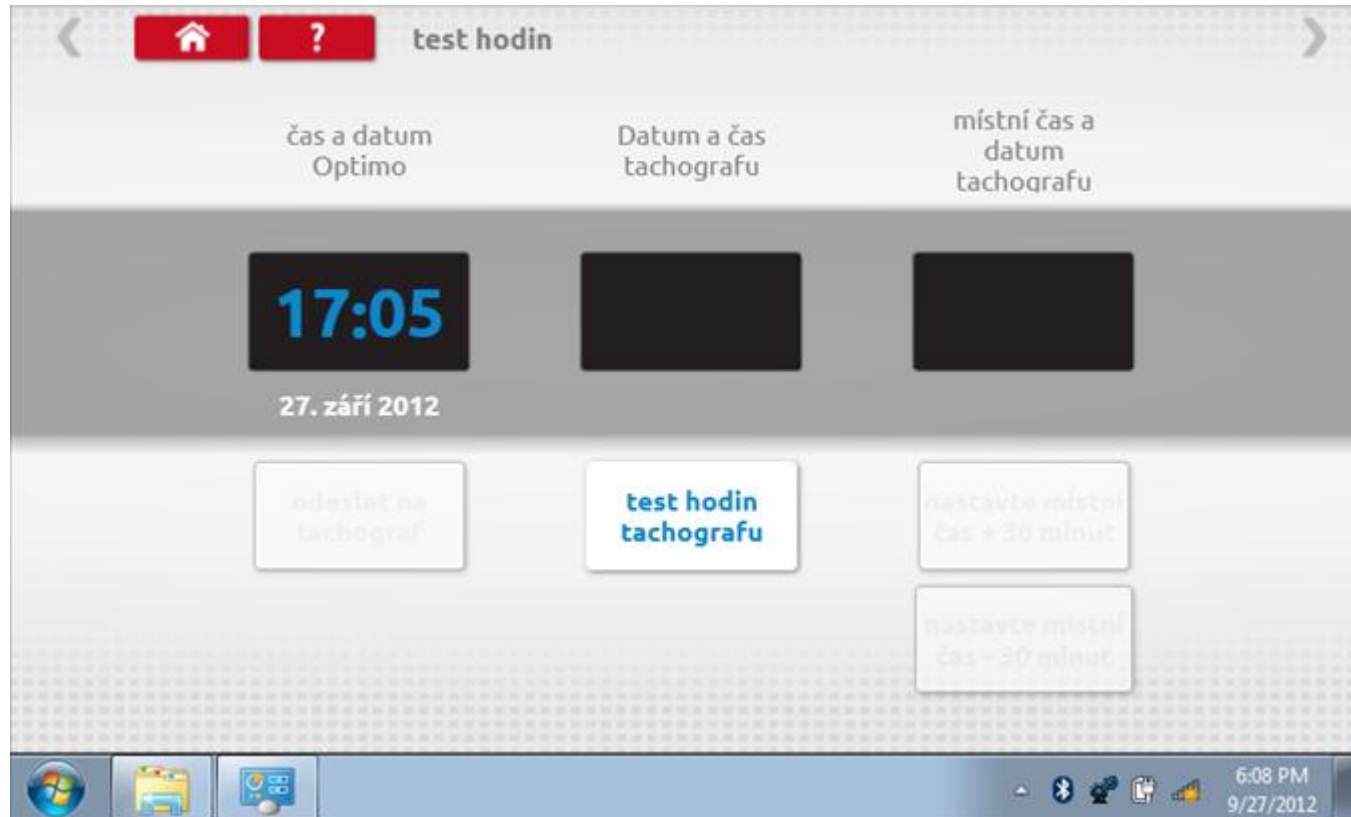 ? test hodin
čas a datum
Optimo
Datum a čas
tachografu
místní čas a
datum
tachografu
17:05
27. září 2012
odeslat na
tachograf
test hodin
tachografu
nastavte místní
čas + 30 minut
nastavte místní
čas - 30 minut
6:08 PM
9/27/2012